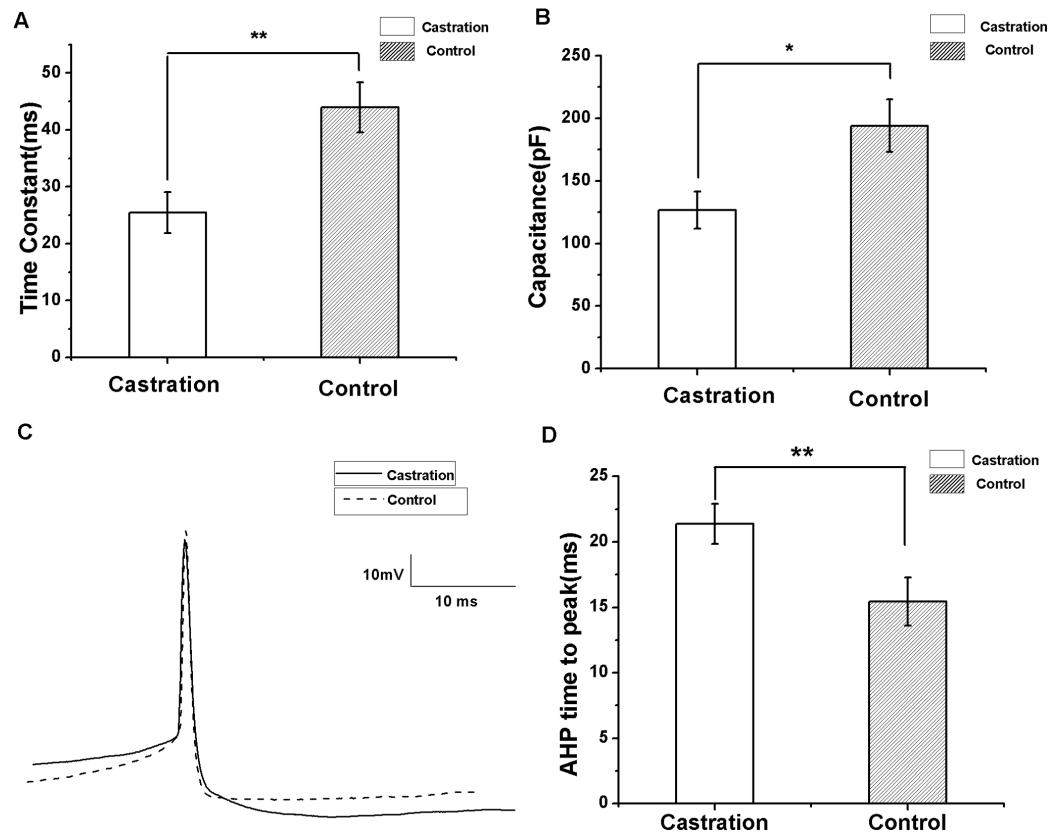 A
**
Castration
Control
Time Constant(ms)
50
40
30
20
10
0
Castration
Control
B
*
Castration
Control
Capacitance(pF)
250
200
150
100
50
0
Castration
Control
C
Castration
Control
10mV
10 ms
D
**
Castration
Control
AHP time to peak(ms)
25
20
15
10
5
0
Castration
Control